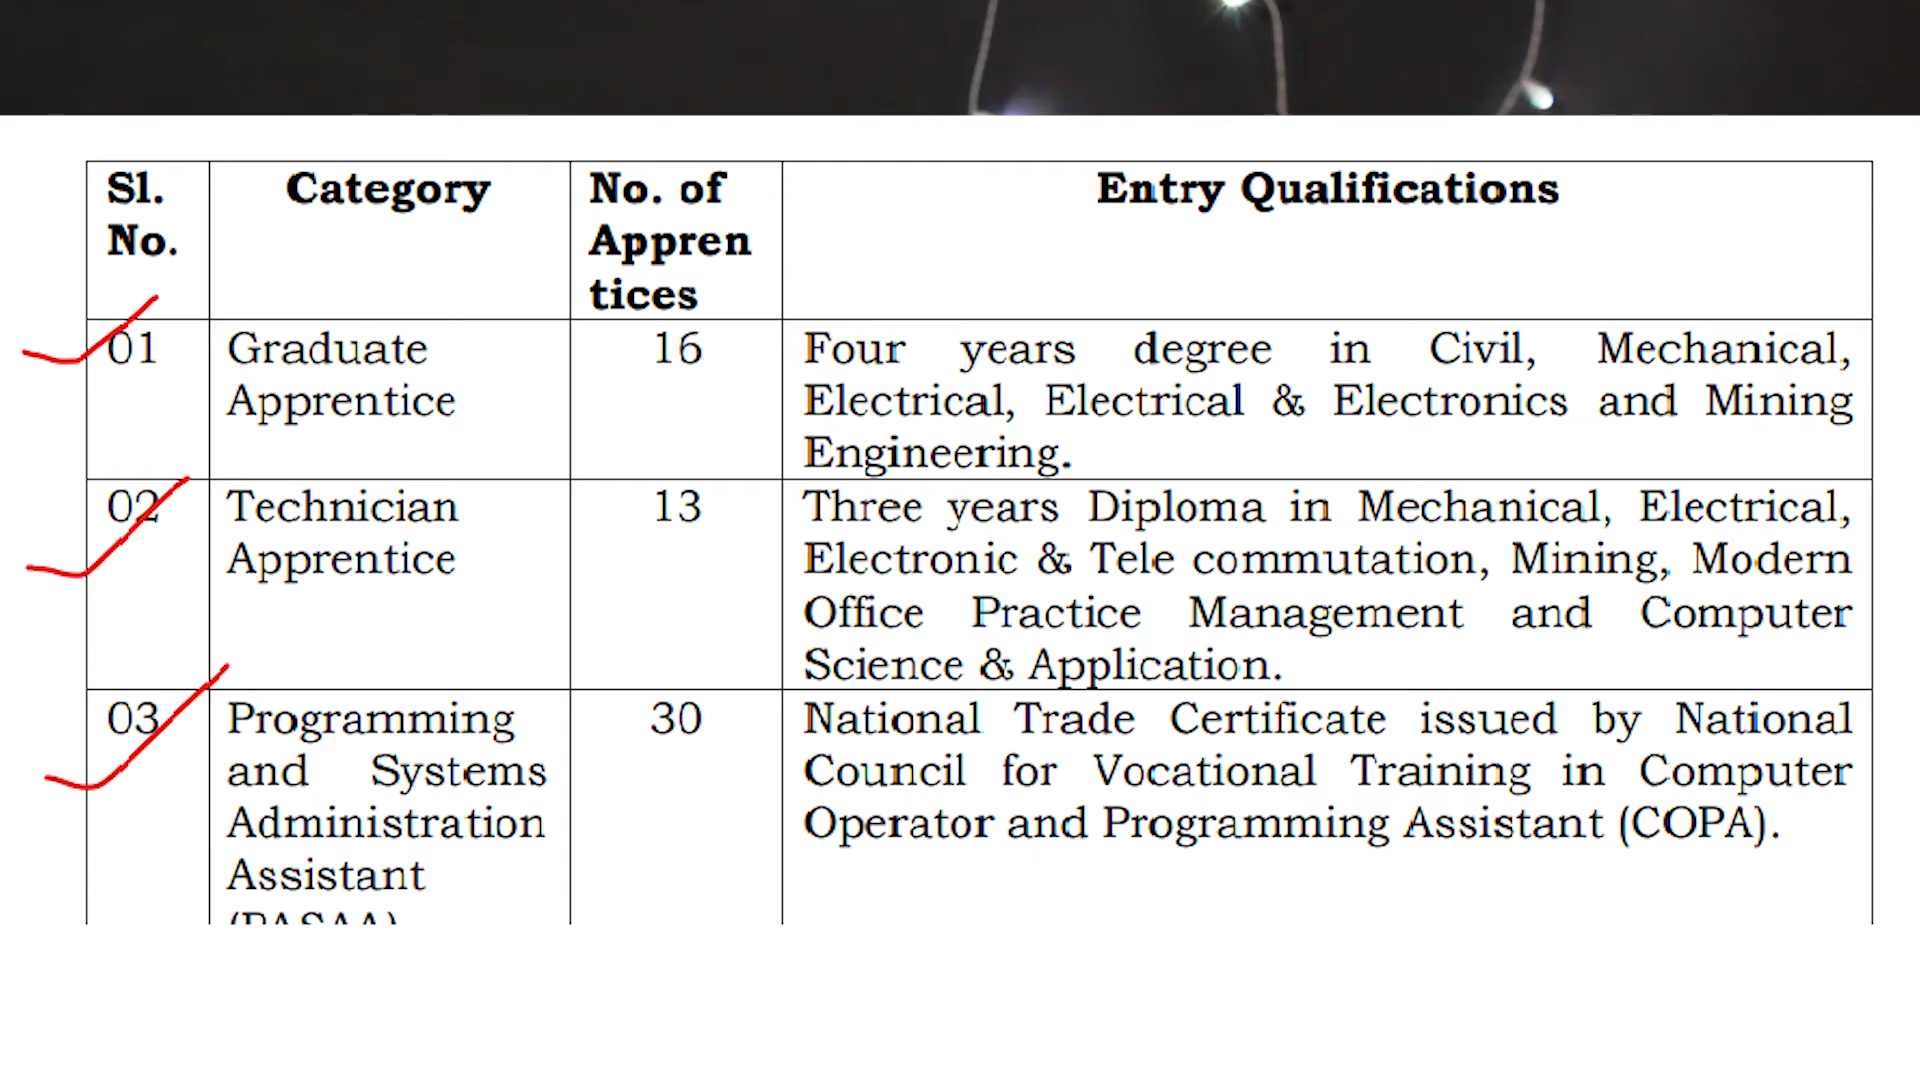 Sl. No.
Category
No. of Apprentices
Entry Qualifications
01
Graduate
Apprentice
16
Four years degree in Civil, Mechanical,
Electrical, Electrical & Electronics and Mining
Engineering.
02
Technician
Apprentice
13
Three years Diploma in Mechanical, Electrical,
Electronic & Tele commutation, Mining, Modern
Office Practice Management and Computer
Science & Application.
03
Programming
and Systems
Administration
Assistant
(PASAA)
30
National Trade Certificate issued by National
Council for Vocational Training in Computer
Operator and Programming Assistant (COPA).